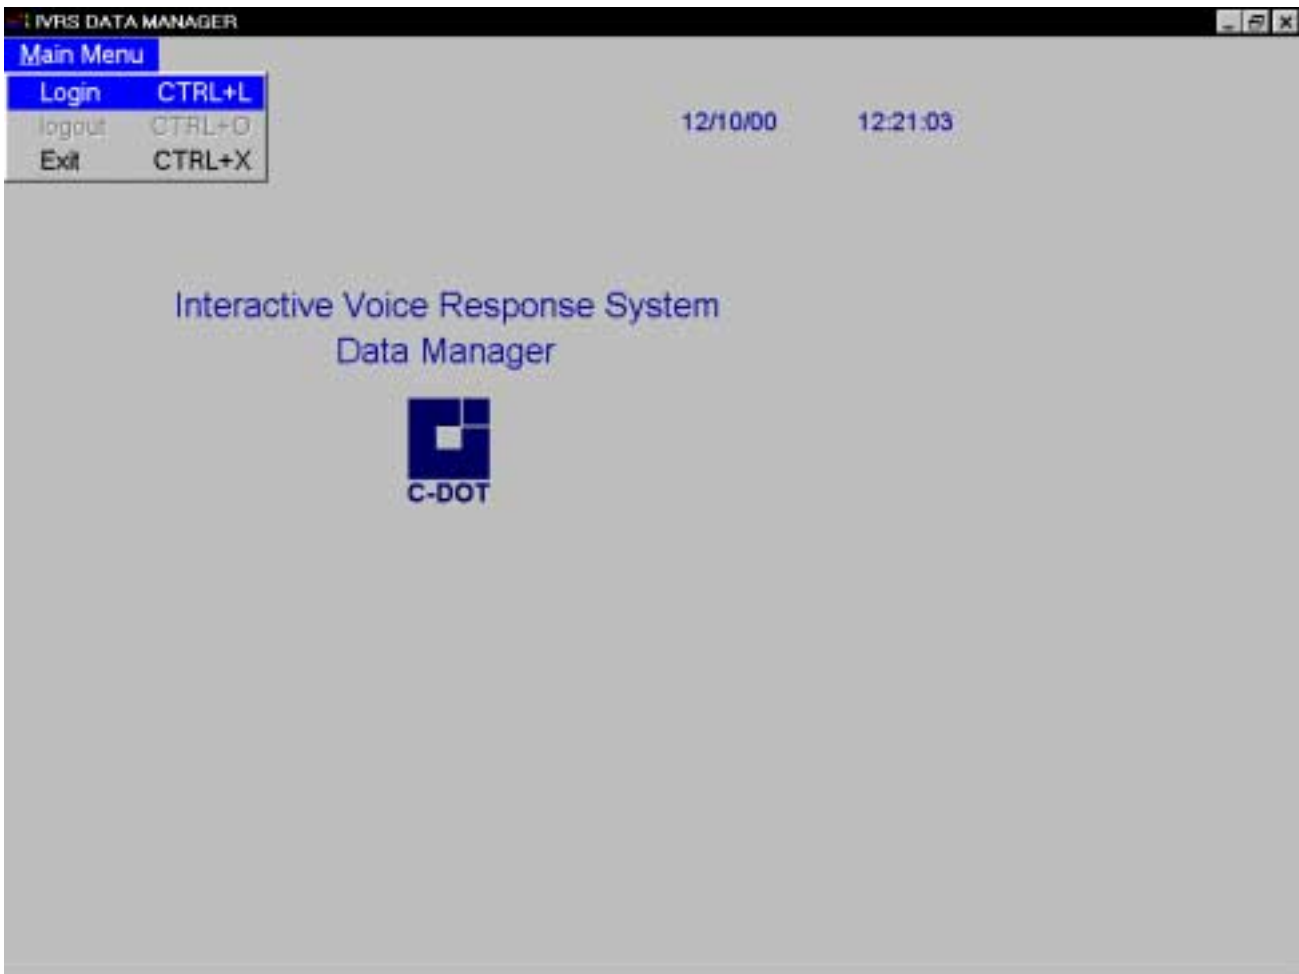 IVRS DATA MANAGER
Main Menu
Login CTRL+L
logout CTRL+O
Exit CTRL+X
12/10/00 12:21:03
Interactive Voice Response System
Data Manager
C-DOT